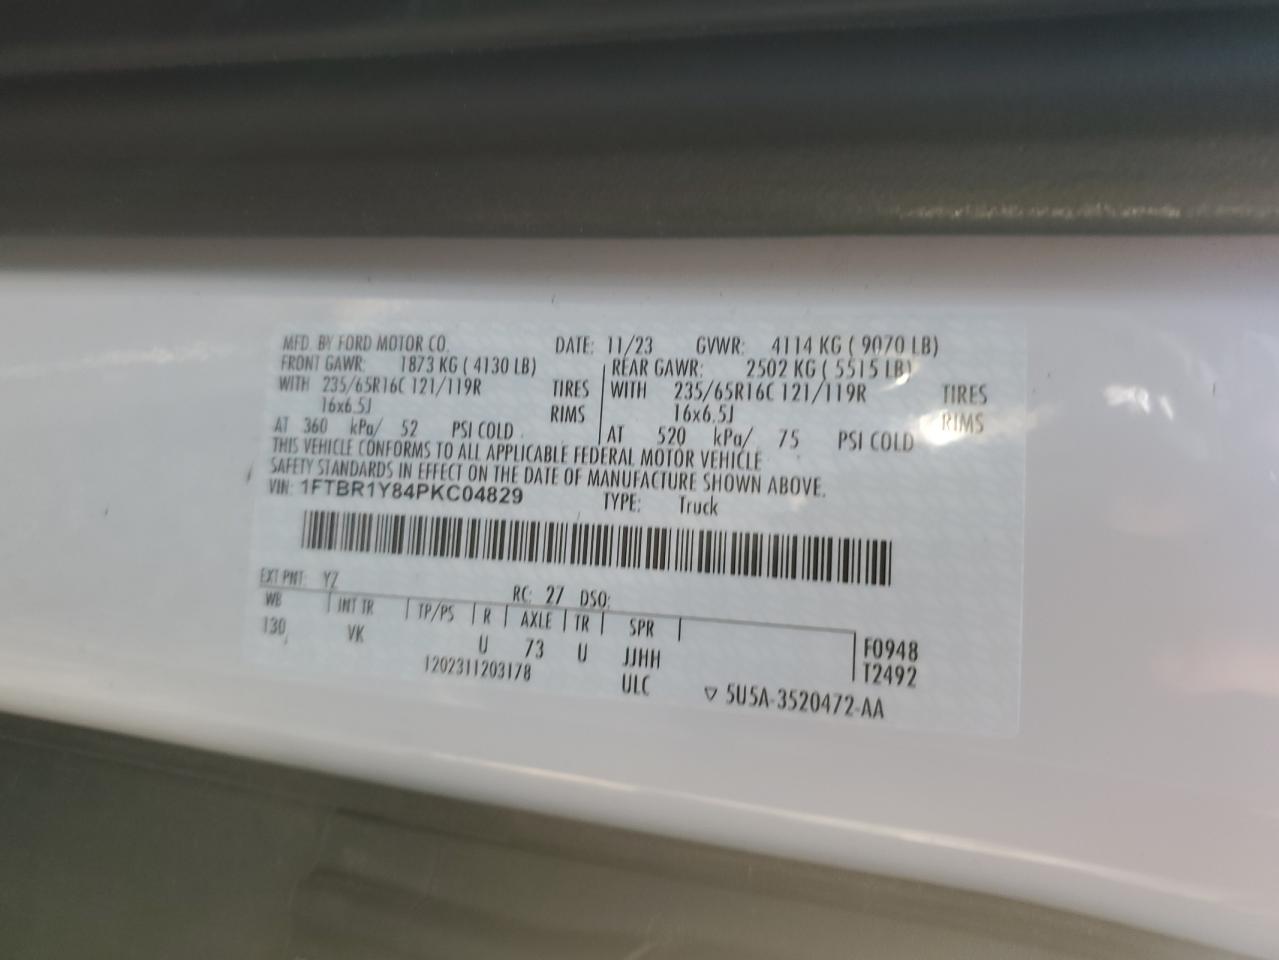 MFD. BY FORD MOTOR CO. DATE: 11/23 GVWR: 4114 KG ( 9070 LB)
FRONT GAWR: 1873 KG ( 4130 LB) REAR GAWR: 2502 KG ( 5515 LB)
WITH 235/65R16C 121/119R TIRES WITH 235/65R16C 121/119R TIRES
16x6.5J RIMS 16x6.5J RIMS
AT 360 kPa/ 52 PSI COLD AT 520 kPa/ 75 PSI COLD
THIS VEHICLE CONFORMS TO ALL APPLICABLE FEDERAL MOTOR VEHICLE
SAFETY STANDARDS IN EFFECT ON THE DATE OF MANUFACTURE SHOWN ABOVE.
VIN: 1FTBR1Y84PKC04829 TYPE: Truck
EXT PNT: YZ RC: 27 DSO:
WB INT TR TP/PS R AXLE TR SPR F0948
130 VK U 73 U JJHH T2492
1202311203178 ULC ▽ 5U5A-3520472-AA